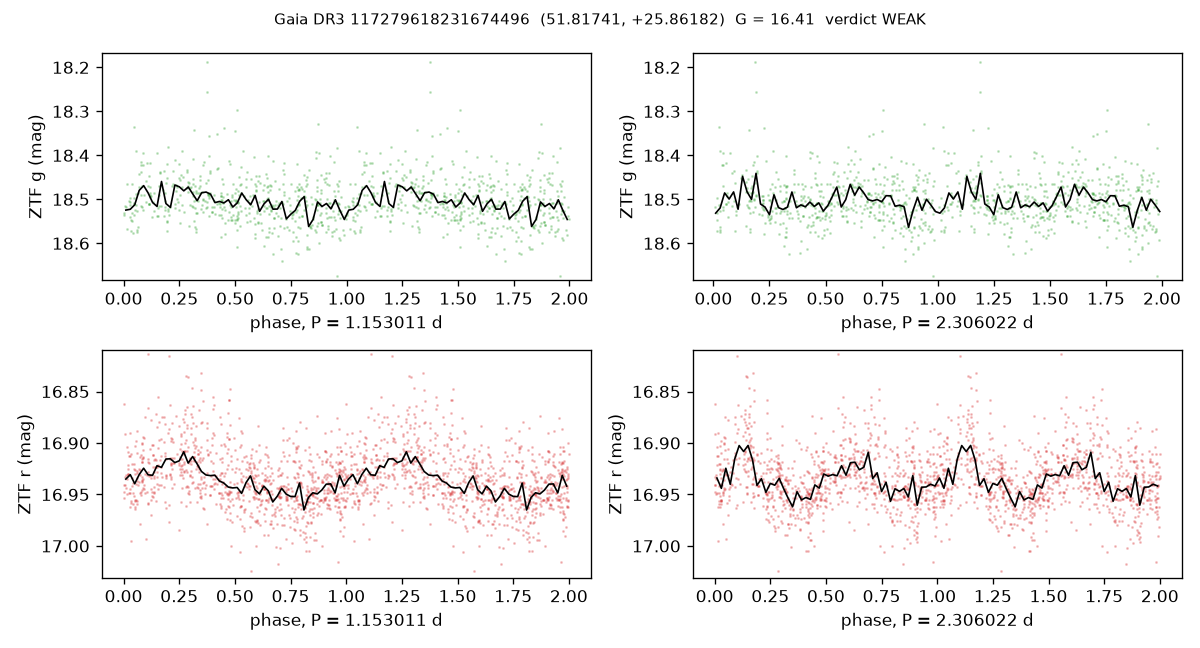 Gaia DR3 117279618231674496  (51.81741, +25.86182)  G = 16.41  verdict WEAK
ZTF g (mag)
18.2
18.3
18.4
18.5
18.6
0.00 0.25 0.50 0.75 1.00 1.25 1.50 1.75 2.00
phase, P = 1.153011 d
ZTF g (mag)
18.2
18.3
18.4
18.5
18.6
0.00 0.25 0.50 0.75 1.00 1.25 1.50 1.75 2.00
phase, P = 2.306022 d
ZTF r (mag)
16.85
16.90
16.95
17.00
0.00 0.25 0.50 0.75 1.00 1.25 1.50 1.75 2.00
phase, P = 1.153011 d
ZTF r (mag)
16.85
16.90
16.95
17.00
0.00 0.25 0.50 0.75 1.00 1.25 1.50 1.75 2.00
phase, P = 2.306022 d